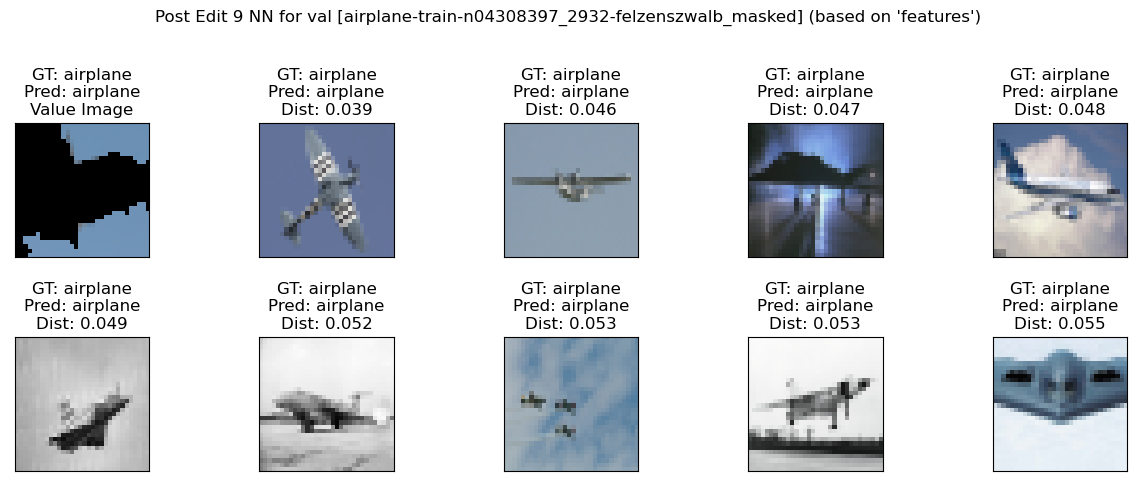 Post Edit 9 NN for val [airplane-train-n04308397_2932-felzenszwalb_masked] (based on 'features')
GT: airplane
Pred: airplane
Value Image
GT: airplane
Pred: airplane
Dist: 0.039
GT: airplane
Pred: airplane
Dist: 0.046
GT: airplane
Pred: airplane
Dist: 0.047
GT: airplane
Pred: airplane
Dist: 0.048
GT: airplane
Pred: airplane
Dist: 0.049
GT: airplane
Pred: airplane
Dist: 0.052
GT: airplane
Pred: airplane
Dist: 0.053
GT: airplane
Pred: airplane
Dist: 0.053
GT: airplane
Pred: airplane
Dist: 0.055